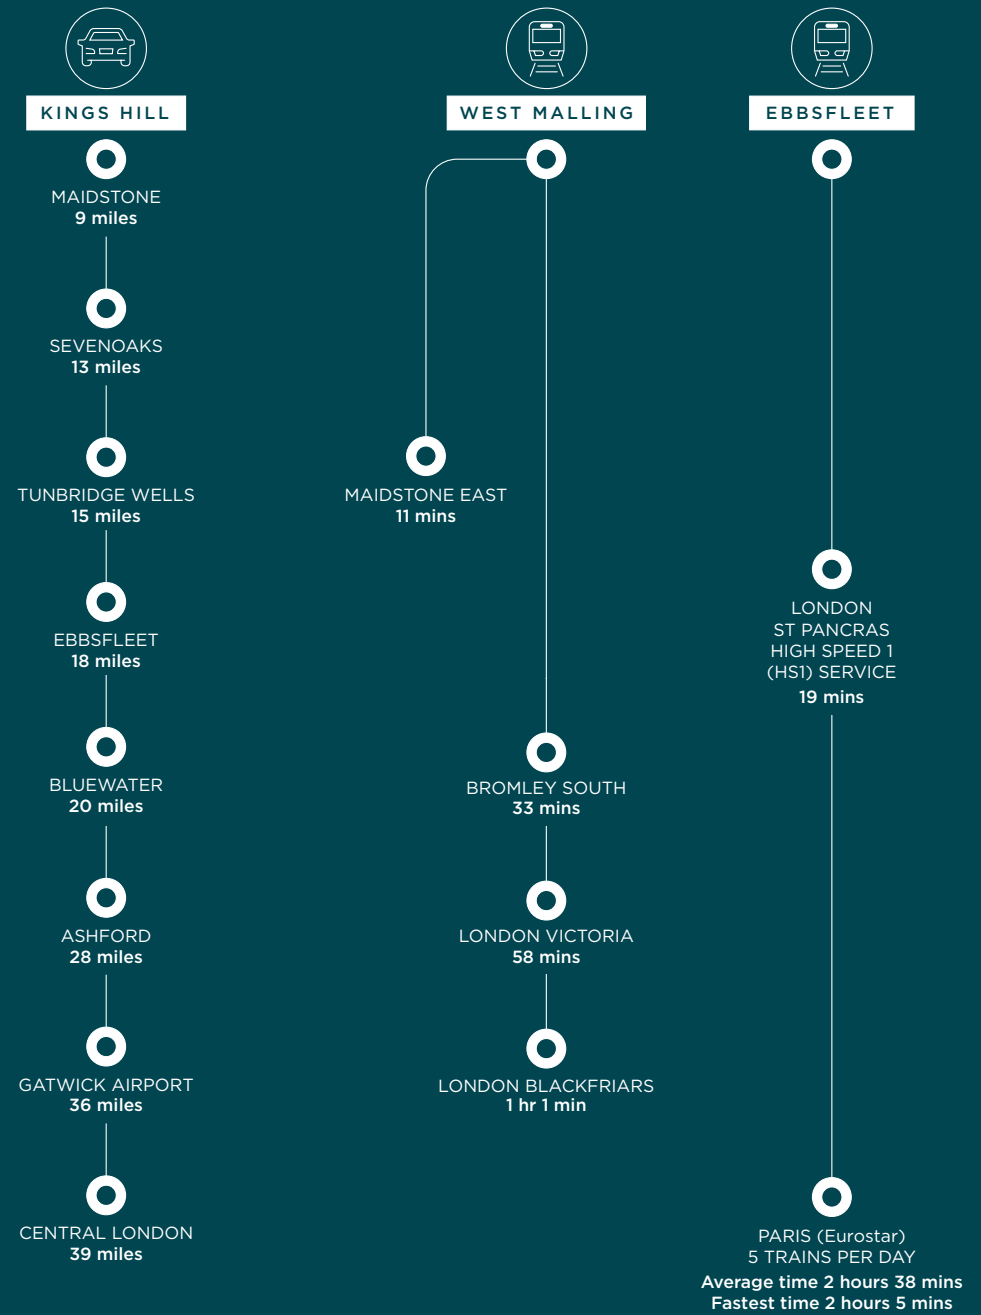 KINGS HILL
MAIDSTONE
9 miles
SEVENOAKS
13 miles
TUNBRIDGE WELLS
15 miles
EBBSFLEET
18 miles
BLUEWATER
20 miles
ASHFORD
28 miles
GATWICK AIRPORT
36 miles
CENTRAL LONDON
39 miles
WEST MALLING
MAIDSTONE EAST
11 mins
BROMLEY SOUTH
33 mins
LONDON VICTORIA
58 mins
LONDON BLACKFRIARS
1 hr 1 min
EBBSFLEET
LONDON
ST PANCRAS
HIGH SPEED 1
(HS1) SERVICE
19 mins
PARIS (Eurostar)
5 TRAINS PER DAY
Average time 2 hours 38 mins
Fastest time 2 hours 5 mins